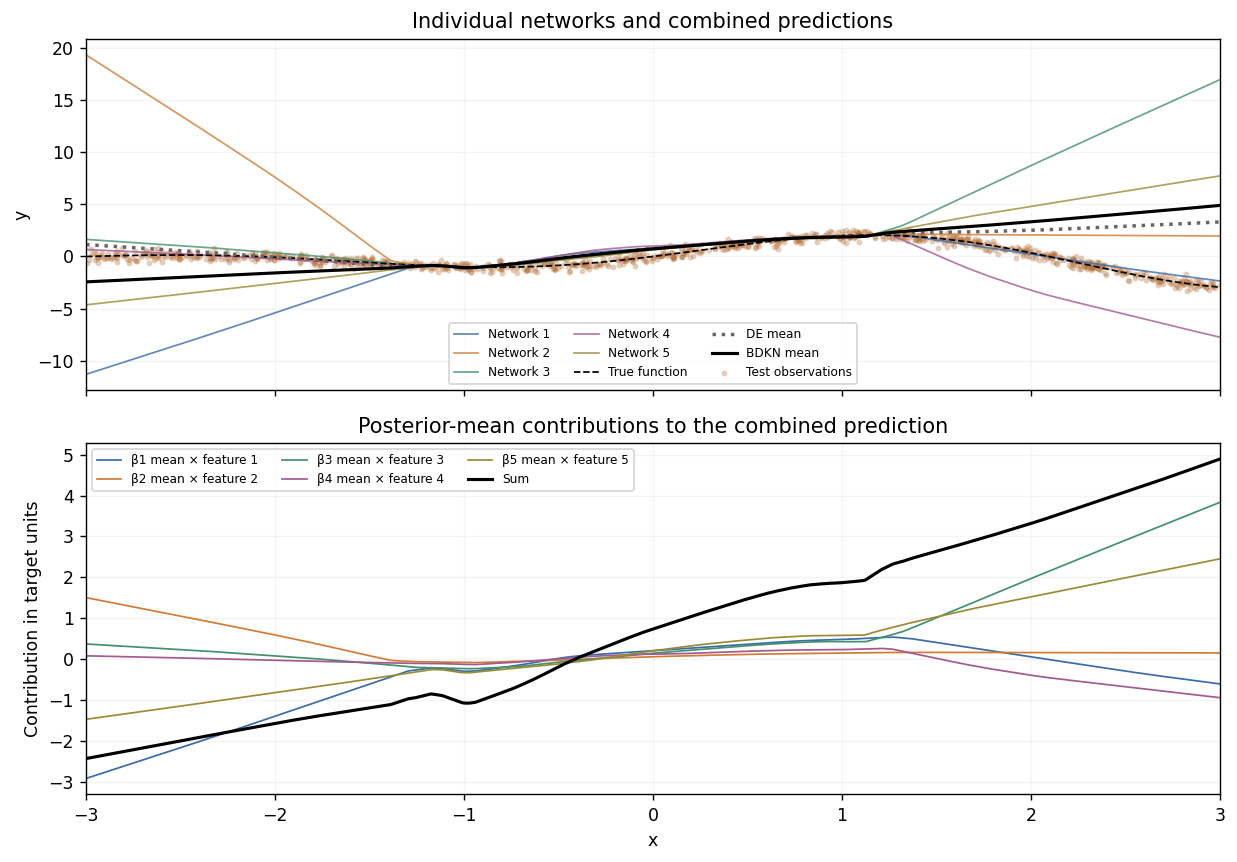 Individual networks and combined predictions
20
15
10
5
0
−5
−10
y
Network 1
Network 2
Network 3
Network 4
Network 5
True function
DE mean
BDKN mean
Test observations
Posterior-mean contributions to the combined prediction
5
4
3
2
1
0
−1
−2
−3
Contribution in target units
β1 mean × feature 1
β2 mean × feature 2
β3 mean × feature 3
β4 mean × feature 4
β5 mean × feature 5
Sum
−3 −2 −1 0 1 2 3
x